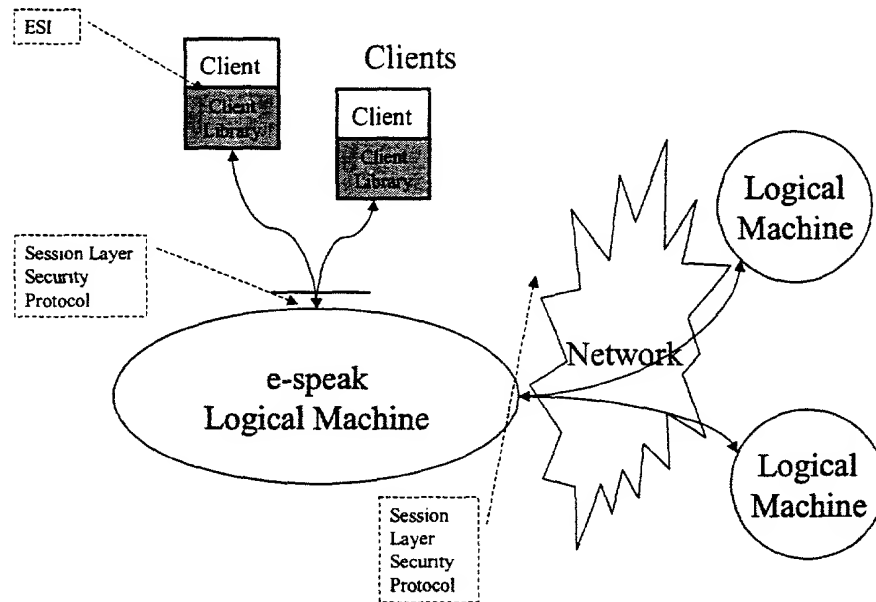 ESI
Client
Client
Library
Clients
Client
Client
Library
Logical
Machine
Session Layer
Security
Protocol
Network
e-speak
Logical Machine
Logical
Machine
Session
Layer
Security
Protocol